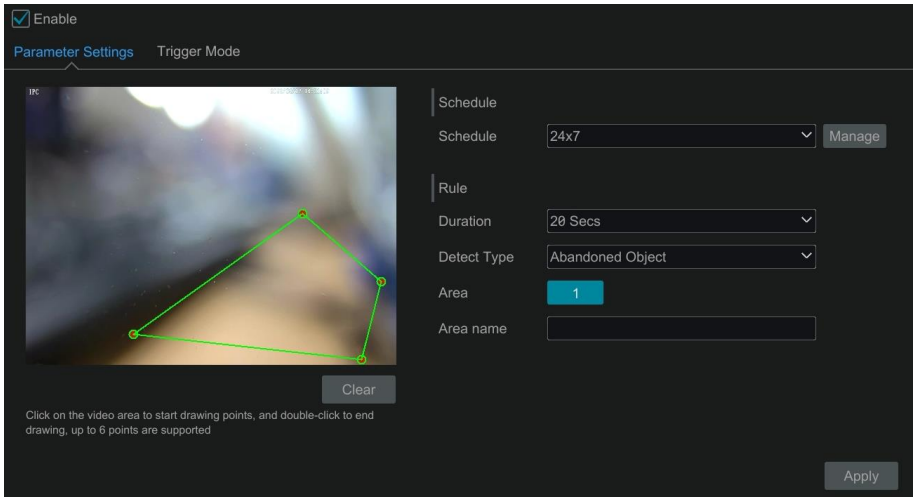 Enable
Parameter Settings Trigger Mode
IPC
Schedule
Schedule 24x7 Manage
Rule
Duration 20 Secs
Detect Type Abandoned Object
Area 1
Area name
Clear
Click on the video area to start drawing points, and double-click to end
drawing, up to 6 points are supported
Apply